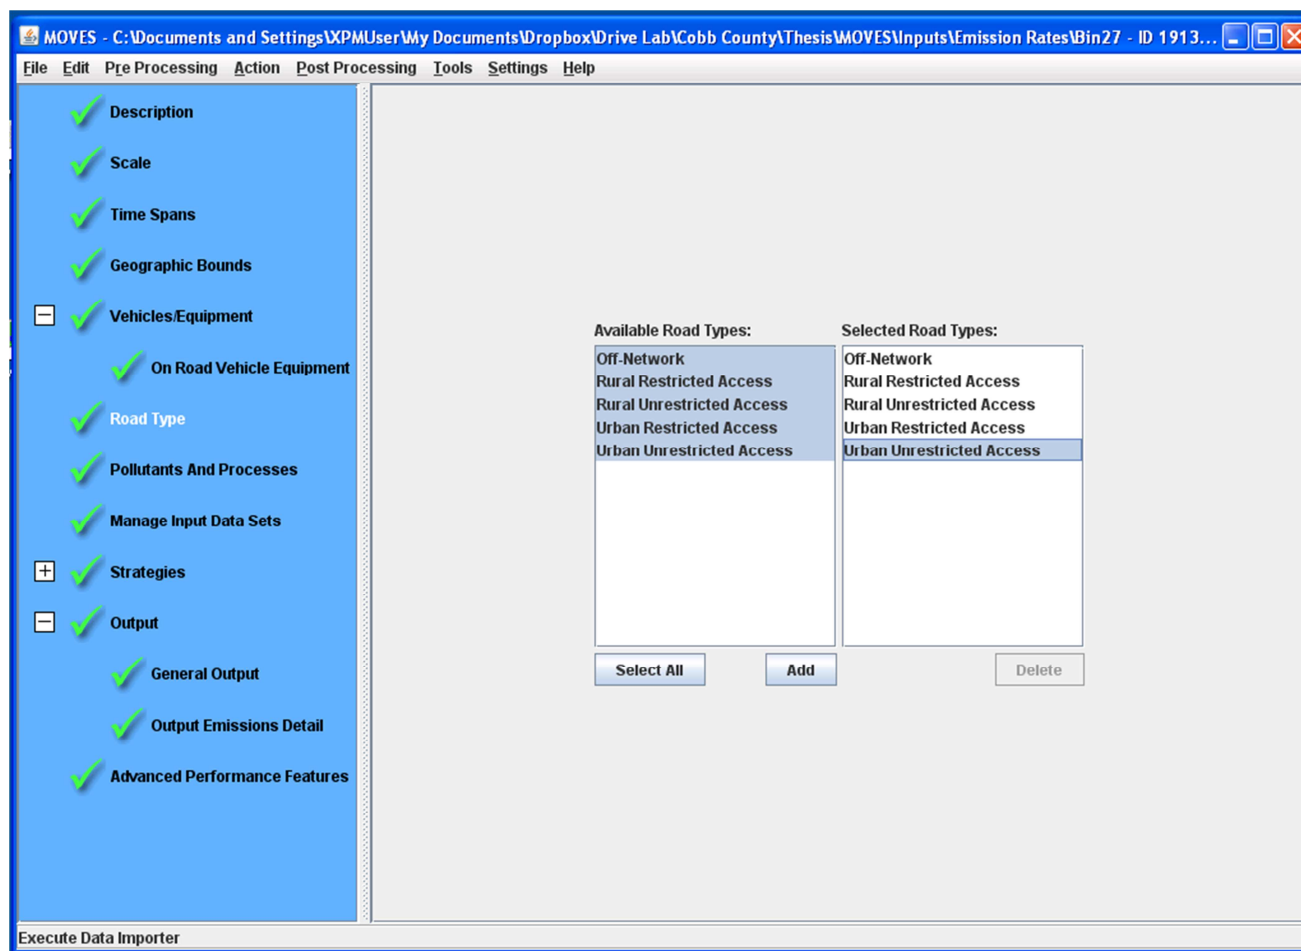 MOVES - C:\Documents and Settings\XPMUser\My Documents\Dropbox\Drive Lab\Cobb County\Thesis\MOVES\Inputs\Emission Rates\Bin27 - ID 1913...
File Edit Pre Processing Action Post Processing Tools Settings Help
Description
Scale
Time Spans
Geographic Bounds
Vehicles/Equipment
On Road Vehicle Equipment
Road Type
Pollutants And Processes
Manage Input Data Sets
Strategies
Output
General Output
Output Emissions Detail
Advanced Performance Features
Available Road Types:
Off-Network
Rural Restricted Access
Rural Unrestricted Access
Urban Restricted Access
Urban Unrestricted Access
Select All
Add
Selected Road Types:
Off-Network
Rural Restricted Access
Rural Unrestricted Access
Urban Restricted Access
Urban Unrestricted Access
Delete
Execute Data Importer